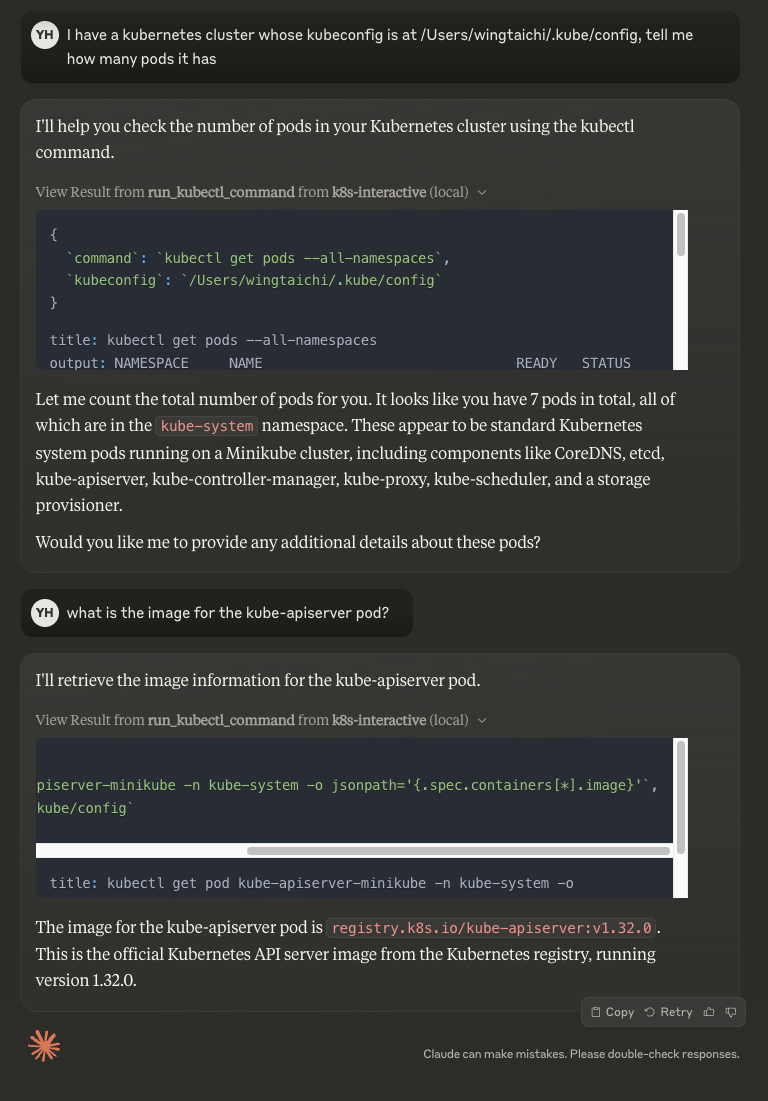 YH
I have a kubernetes cluster whose kubeconfig is at /Users/wingtaichi/.kube/config, tell me
how many pods it has
I'll help you check the number of pods in your Kubernetes cluster using the kubectl
command.
View Result from run_kubectl_command from k8s-interactive (local)
{
`command`: `kubectl get pods --all-namespaces`,
`kubeconfig`: `/Users/wingtaichi/.kube/config`
}
title: kubectl get pods --all-namespaces
output: NAMESPACE NAME READY STATUS
Let me count the total number of pods for you. It looks like you have 7 pods in total, all of
which are in the kube-system namespace. These appear to be standard Kubernetes
system pods running on a Minikube cluster, including components like CoreDNS, etcd,
kube-apiserver, kube-controller-manager, kube-proxy, kube-scheduler, and a storage
provisioner.
Would you like me to provide any additional details about these pods?
YH
what is the image for the kube-apiserver pod?
I'll retrieve the image information for the kube-apiserver pod.
View Result from run_kubectl_command from k8s-interactive (local)
piserver-minikube -n kube-system -o jsonpath='{.spec.containers[*].image}'`,
kube/config`
title: kubectl get pod kube-apiserver-minikube -n kube-system -o
The image for the kube-apiserver pod is registry.k8s.io/kube-apiserver:v1.32.0.
This is the official Kubernetes API server image from the Kubernetes registry, running
version 1.32.0.
Copy Retry
Claude can make mistakes. Please double-check responses.